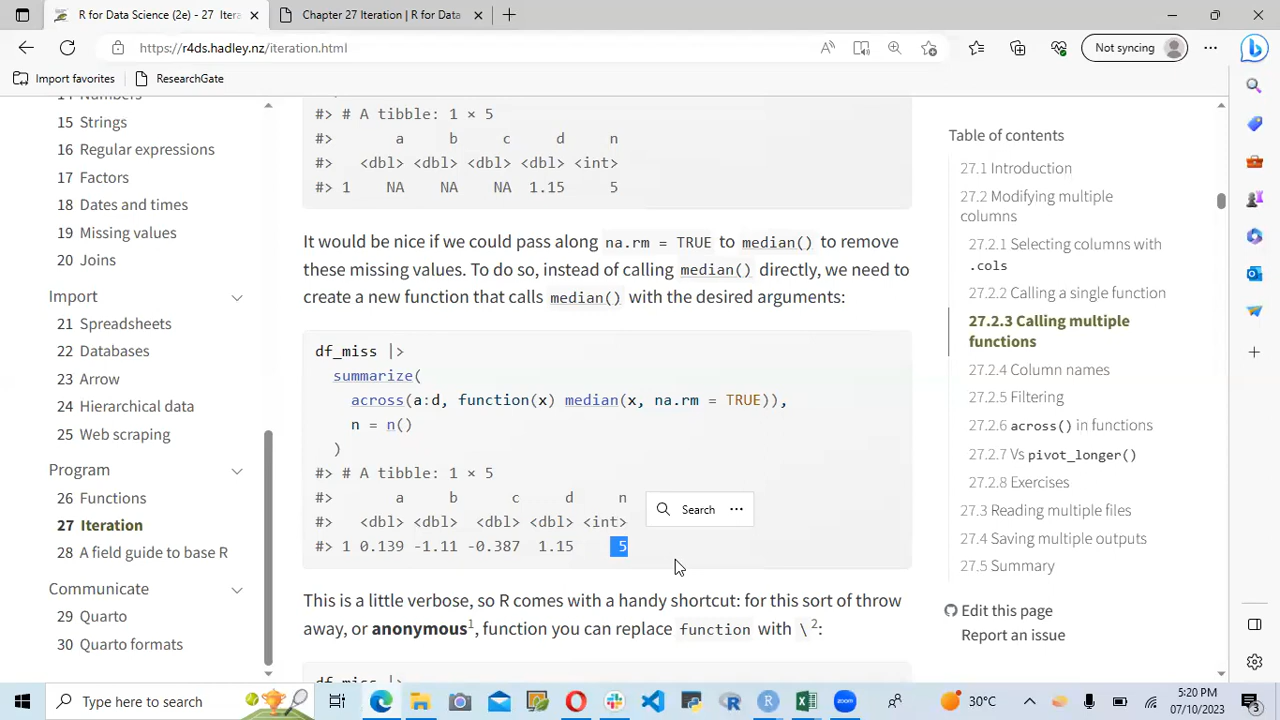 R for Data Science (2e) - 27 Itera
Chapter 27 Iteration | R for Data
https://r4ds.hadley.nz/iteration.html
Not syncing
Import favorites
ResearchGate
14 Numbers
15 Strings
16 Regular expressions
17 Factors
18 Dates and times
19 Missing values
20 Joins
Import
21 Spreadsheets
22 Databases
23 Arrow
24 Hierarchical data
25 Web scraping
Program
26 Functions
27 Iteration
28 A field guide to base R
Communicate
29 Quarto
30 Quarto formats
#> # A tibble: 1 × 5
#> a b c d n
#> <dbl> <dbl> <dbl> <dbl> <int>
#> 1 NA NA NA 1.15 5
It would be nice if we could pass along na.rm = TRUE to median() to remove
these missing values. To do so, instead of calling median() directly, we need to
create a new function that calls median() with the desired arguments:
df_miss |>
summarize(
across(a:d, function(x) median(x, na.rm = TRUE)),
n = n()
)
#> # A tibble: 1 × 5
#> a b c d n
#> <dbl> <dbl> <dbl> <dbl> <int>
#> 1 0.139 -1.11 -0.387 1.15 5
Search
This is a little verbose, so R comes with a handy shortcut: for this sort of throw
away, or anonymous1, function you can replace function with \ 2:
df_miss |>
Table of contents
27.1 Introduction
27.2 Modifying multiple
columns
27.2.1 Selecting columns with
.cols
27.2.2 Calling a single function
27.2.3 Calling multiple
functions
27.2.4 Column names
27.2.5 Filtering
27.2.6 across() in functions
27.2.7 Vs pivot_longer()
27.2.8 Exercises
27.3 Reading multiple files
27.4 Saving multiple outputs
27.5 Summary
Edit this page
Report an issue
Type here to search
30°C
5:20 PM
07/10/2023
3